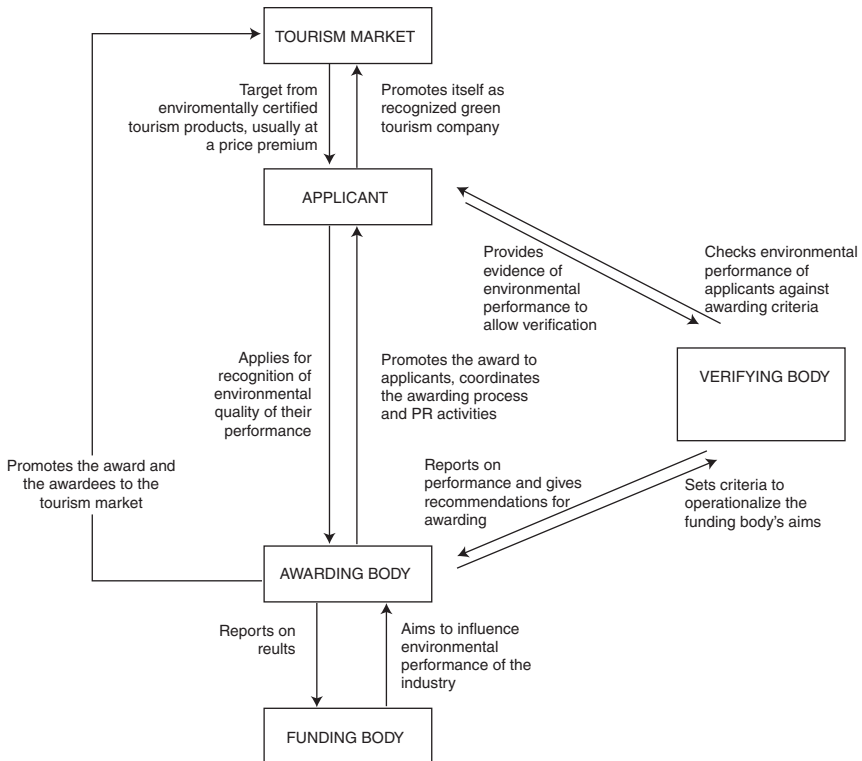 TOURISM MARKET
Target from
enviromentally certified
tourism products, usually at
a price premium
Promotes itself as
recognized green
tourism company
APPLICANT
Provides
evidence of
environmental
performance to
allow verification
Checks environmental
performance of
applicants against
awarding criteria
Applies for
recognition of
environmental
quality of their
performance
Promotes the award to
applicants, coordinates
the awarding process
and PR activities
VERIFYING BODY
Promotes the award and
the awardees to the
tourism market
Reports on
performance and gives
recommendations for
awarding
Sets criteria to
operationalize the
funding body's aims
AWARDING BODY
Reports on
reults
Aims to influence
environmental
performance of the
industry
FUNDING BODY